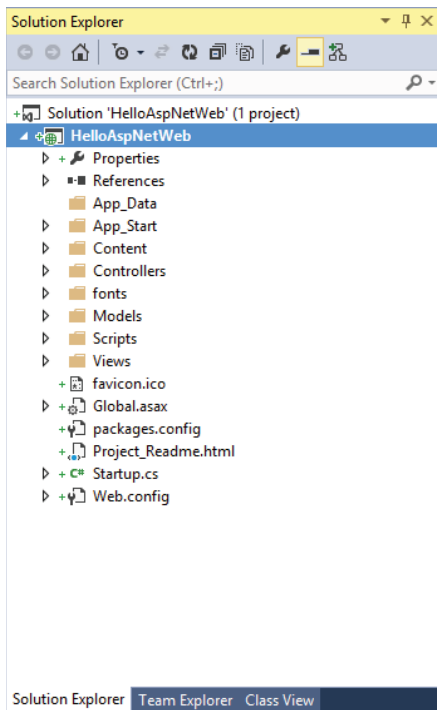 Solution Explorer
Search Solution Explorer (Ctrl+;)
Solution 'HelloAspNetWeb' (1 project)
HelloAspNetWeb
Properties
References
App_Data
App_Start
Content
Controllers
fonts
Models
Scripts
Views
favicon.ico
Global.asax
packages.config
Project_Readme.html
C# Startup.cs
Web.config
Solution Explorer Team Explorer Class View